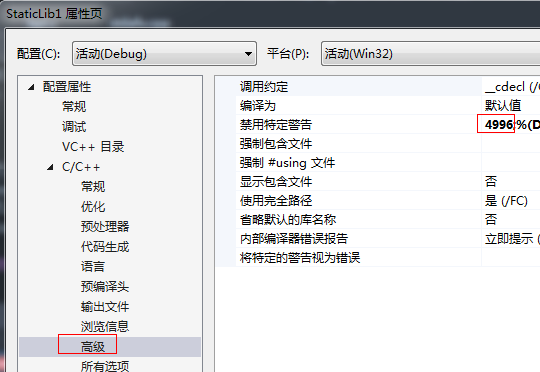 StaticLib1 属性页
配置(C): 活动(Debug) 平台(P): 活动(Win32)
配置属性
常规
调试
VC++ 目录
C/C++
常规
优化
预处理器
代码生成
语言
预编译头
输出文件
浏览信息
高级
所有选项
调用约定 __cdecl (/G
编译为 默认值
禁用特定警告 4996;%(D
强制包含文件
强制 #using 文件
显示包含文件 否
使用完全路径 是 (/FC)
省略默认的库名称 否
内部编译器错误报告 立即提示 (
将特定的警告视为错误